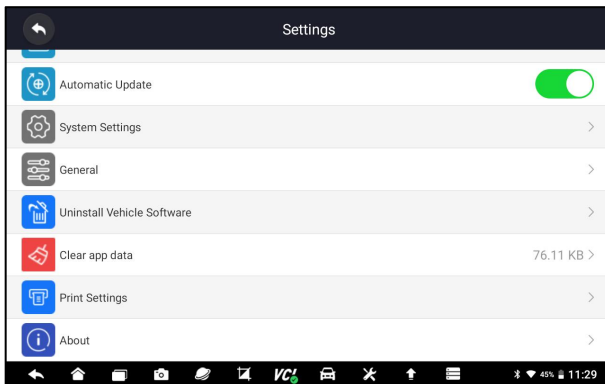 Settings
Automatic Update
System Settings
General
Uninstall Vehicle Software
Clear app data 76.11 KB >
Print Settings
About
VCI 45% 11:29